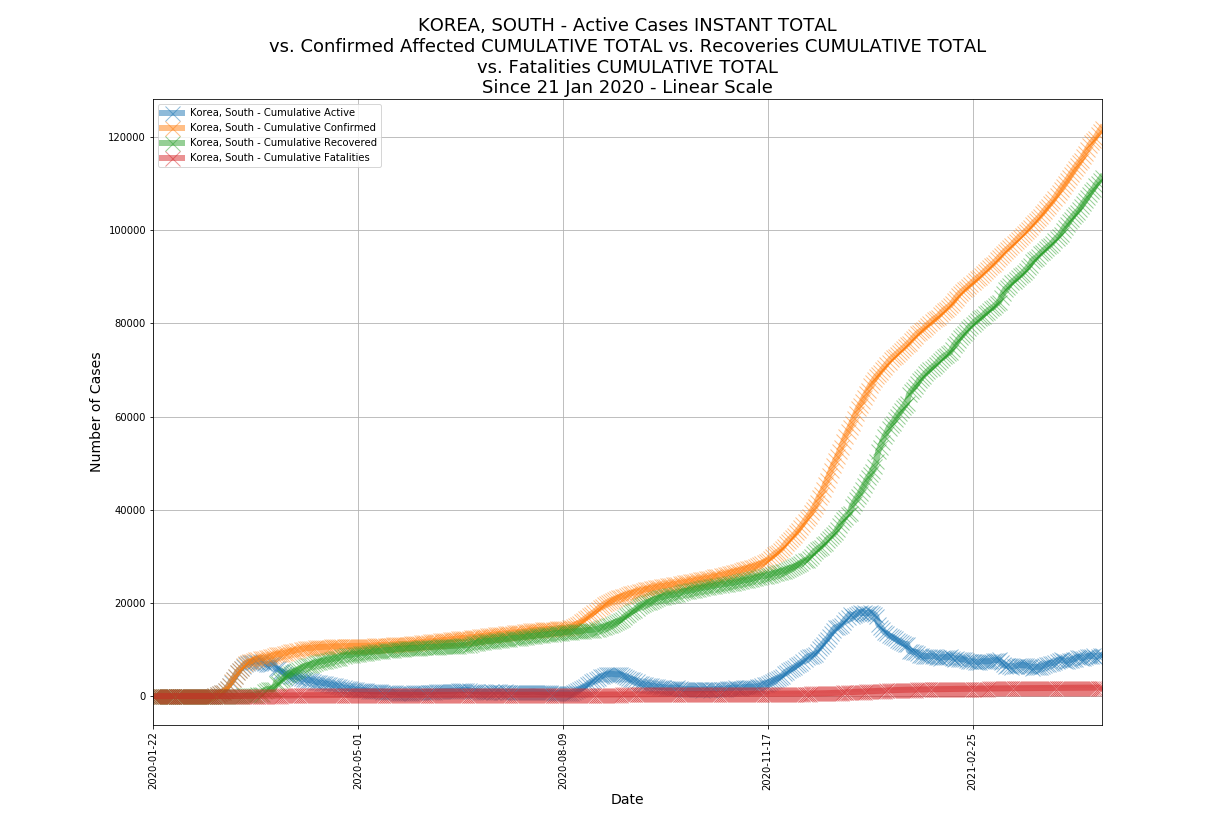 KOREA, SOUTH - Active Cases INSTANT TOTAL
vs. Confirmed Affected CUMULATIVE TOTAL vs. Recoveries CUMULATIVE TOTAL
vs. Fatalities CUMULATIVE TOTAL
Since 21 Jan 2020 - Linear Scale
Korea, South - Cumulative Active
Korea, South - Cumulative Confirmed
Korea, South - Cumulative Recovered
Korea, South - Cumulative Fatalities
Number of Cases
120000
100000
80000
60000
40000
20000
0
2020-01-22
2020-05-01
2020-08-09
2020-11-17
2021-02-25
Date